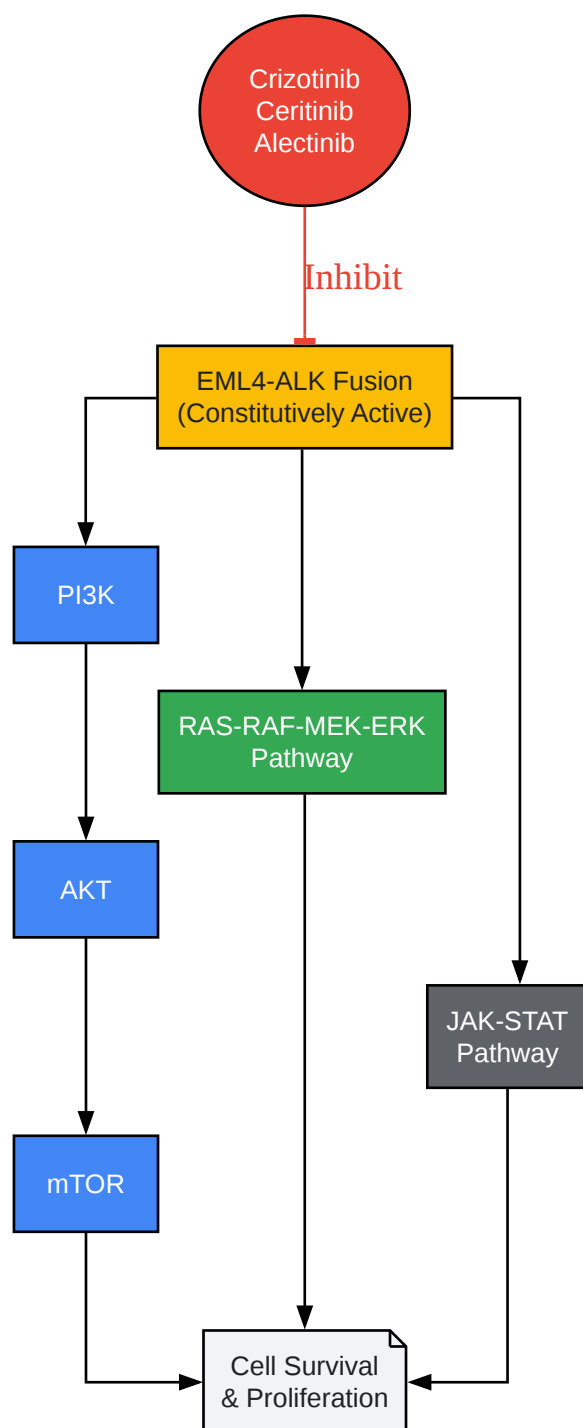 Crizotinib
Ceritinib
Alectinib
Inhibit
EML4-ALK Fusion
(Constitutively Active)
PI3K
RAS-RAF-MEK-ERK
Pathway
AKT
JAK-STAT
Pathway
mTOR
Cell Survival
& Proliferation